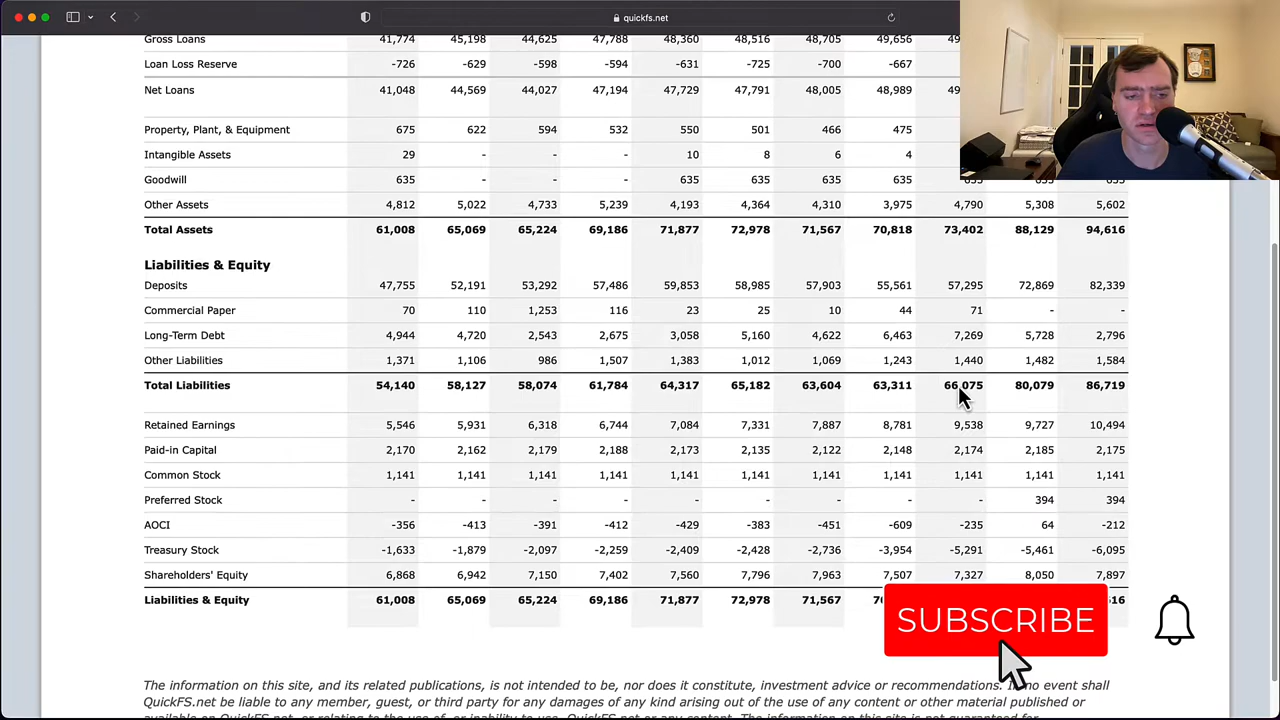 quickfs.net
Gross Loans 41,774 45,198 44,625 47,788 48,360 48,516 48,705 49,656
Loan Loss Reserve -726 -629 -598 -594 -631 -725 -700 -667
Net Loans 41,048 44,569 44,027 47,194 47,729 47,791 48,005 48,989
Property, Plant, & Equipment 675 622 594 532 550 501 466 475
Intangible Assets 29 - - - 10 8 6 4
Goodwill 635 - - - 635 635 635 635 635 635 635
Other Assets 4,812 5,022 4,733 5,239 4,193 4,364 4,310 3,975 4,790 5,308 5,602
Total Assets 61,008 65,069 65,224 69,186 71,877 72,978 71,567 70,818 73,402 88,129 94,616
Liabilities & Equity
Deposits 47,755 52,191 53,292 57,486 59,853 58,985 57,903 55,561 57,295 72,869 82,339
Commercial Paper 70 110 1,253 116 23 25 10 44 71 - -
Long-Term Debt 4,944 4,720 2,543 2,675 3,058 5,160 4,622 6,463 7,269 5,728 2,796
Other Liabilities 1,371 1,106 986 1,507 1,383 1,012 1,069 1,243 1,440 1,482 1,584
Total Liabilities 54,140 58,127 58,074 61,784 64,317 65,182 63,604 63,311 66,075 80,079 86,719
Retained Earnings 5,546 5,931 6,318 6,744 7,084 7,331 7,887 8,781 9,538 9,727 10,494
Paid-in Capital 2,170 2,162 2,179 2,188 2,173 2,135 2,122 2,148 2,174 2,185 2,175
Common Stock 1,141 1,141 1,141 1,141 1,141 1,141 1,141 1,141 1,141 1,141 1,141
Preferred Stock - - - - - - - - - 394 394
AOCI -356 -413 -391 -412 -429 -383 -451 -609 -235 64 -212
Treasury Stock -1,633 -1,879 -2,097 -2,259 -2,409 -2,428 -2,736 -3,954 -5,291 -5,461 -6,095
Shareholders' Equity 6,868 6,942 7,150 7,402 7,560 7,796 7,963 7,507 7,327 8,050 7,897
Liabilities & Equity 61,008 65,069 65,224 69,186 71,877 72,978 71,567
SUBSCRIBE
The information on this site, and its related publications, is not intended to be, nor does it constitute, investment advice or recommendations. In no event shall
QuickFS.net be liable to any member, guest, or third party for any damages of any kind arising out of the use of any content or other material published or